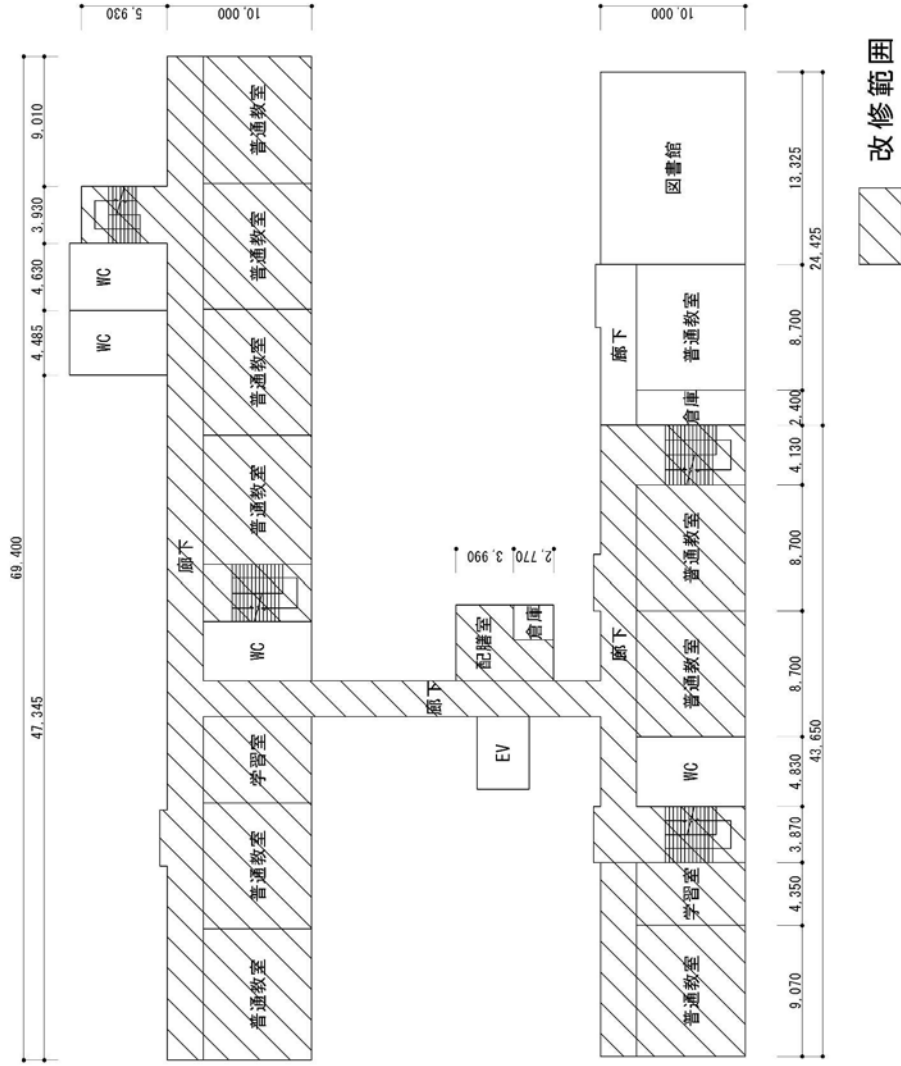 69,400
47,345
4,485
4,630
3,930
9,010
5,930
10,000
WC
WC
廊下
普通教室
普通教室
学習室
WC
普通教室
普通教室
普通教室
普通教室
廊下
EV
配膳室
倉庫
3,990
2,770
10,000
廊下
廊下
普通教室
学習室
WC
普通教室
普通教室
倉庫
普通教室
図書館
9,070
4,350
3,870
4,830
8,700
8,700
4,130
2,400
8,700
13,325
43,650
24,425
改修範囲